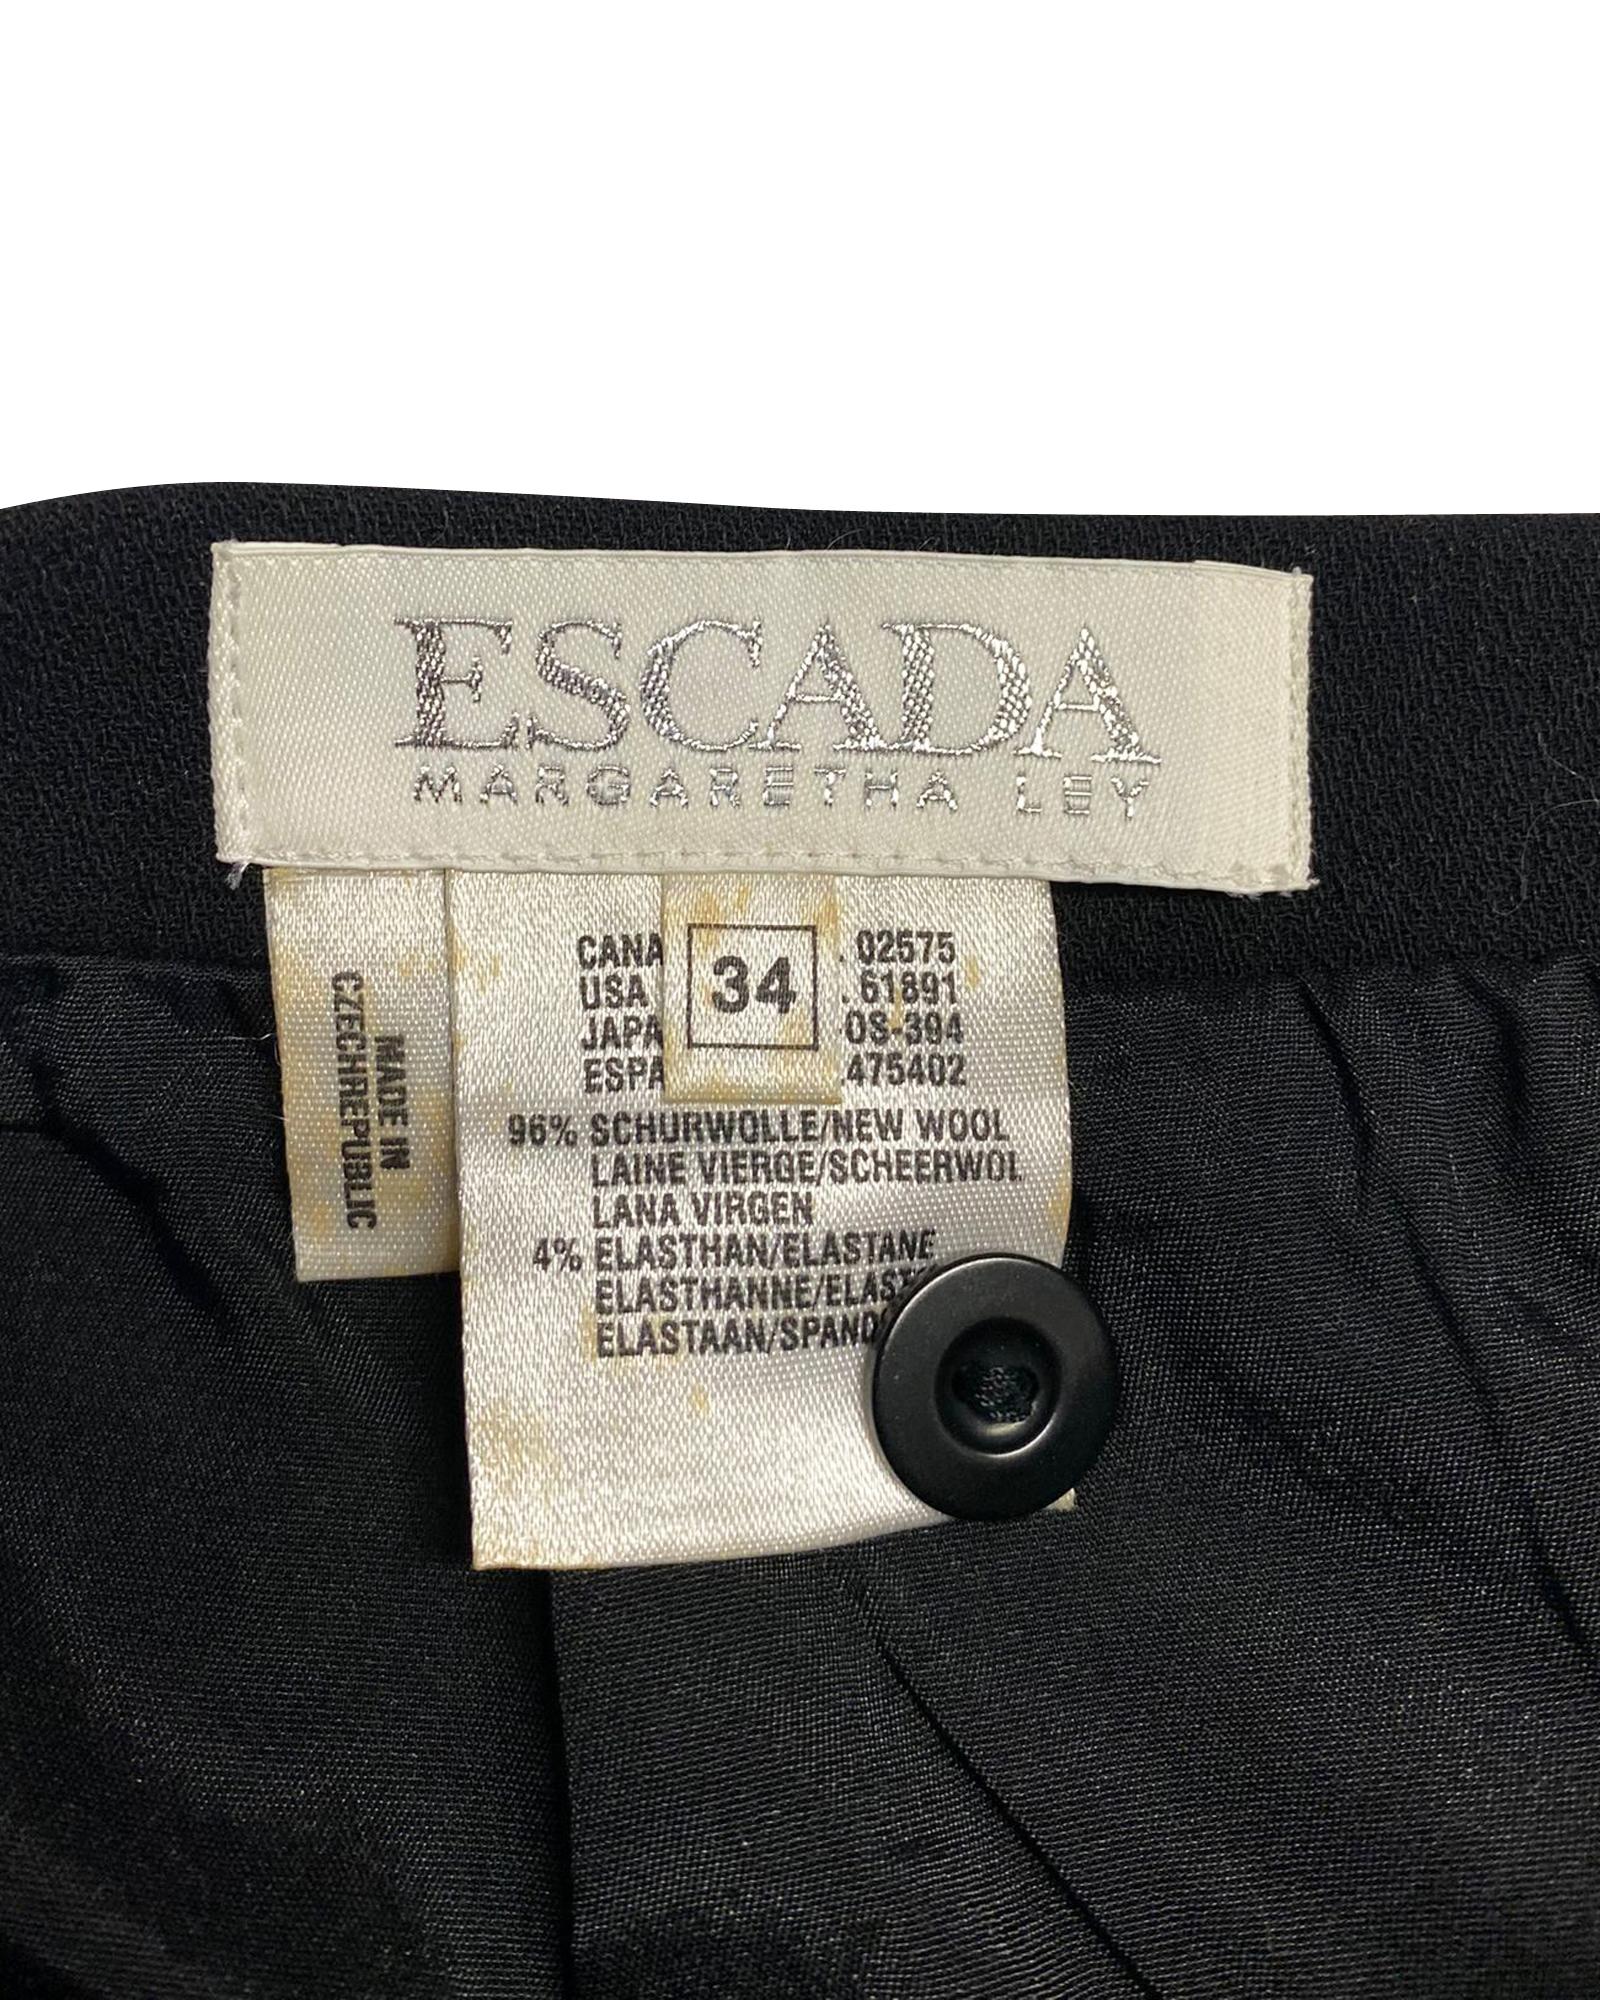 ESCADA
MARGARETHA LEY
34
CANA 02575
USA 61891
JAPA OS-394
ESPA 475402
96% SCHURWOLLE/NEW WOOL
LAINE VIERGE/SCHEERWOL
LANA VIRGEN
4% ELASTHAN/ELASTANE
ELASTHANNE/ELAST
ELASTAAN/SPAND
MADE IN
CZECHREPUBLIC